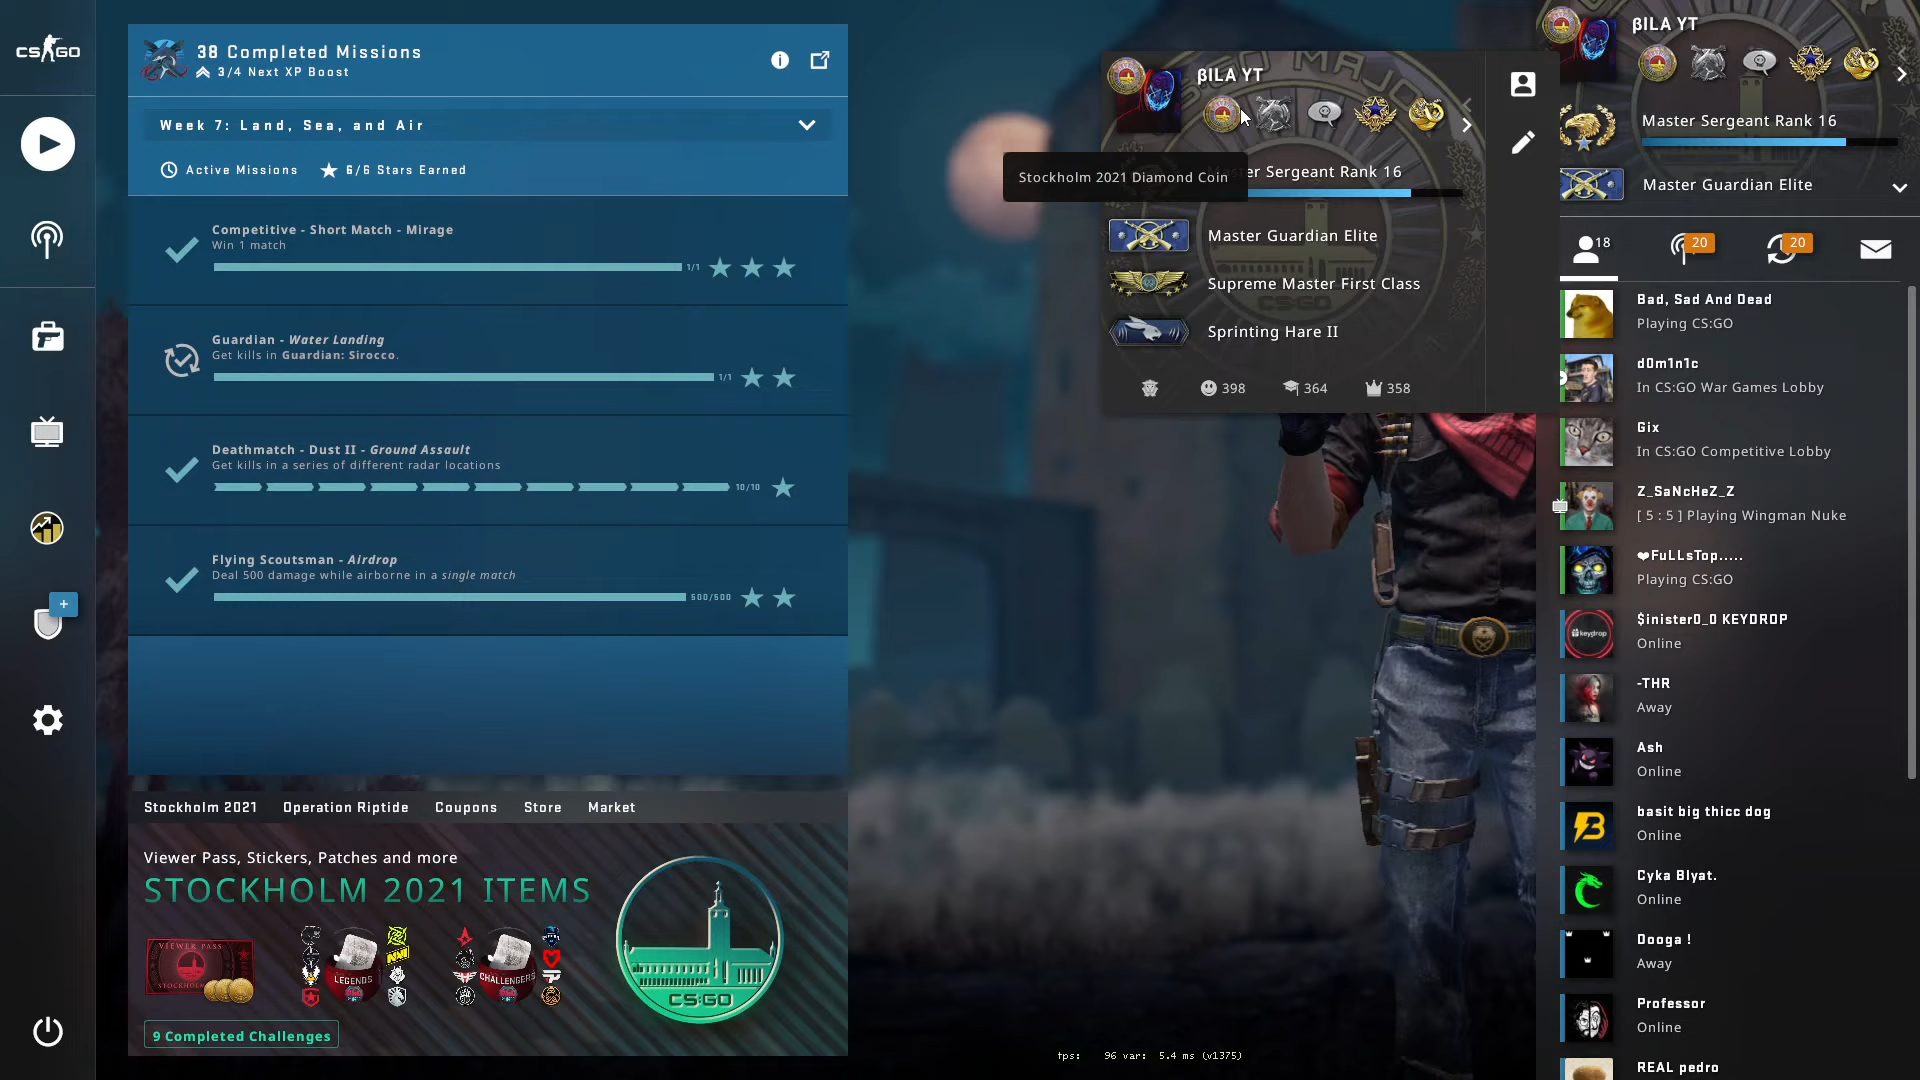 CS:GO
38 Completed Missions
3/4 Next XP Boost
Week 7: Land, Sea, and Air
Active Missions
6/6 Stars Earned
Competitive - Short Match - Mirage
Win 1 match
1/1
Guardian - Water Landing
Get kills in Guardian: Sirocco.
1/1
Deathmatch - Dust II - Ground Assault
Get kills in a series of different radar locations
10/10
Flying Scoutsman - Airdrop
Deal 500 damage while airborne in a single match
500/500
Stockholm 2021
Operation Riptide
Coupons
Store
Market
Viewer Pass, Stickers, Patches and more
STOCKHOLM 2021 ITEMS
VIEWER PASS
LEGENDS
CHALLENGERS
CS:GO
9 Completed Challenges
βILA YT
Stockholm 2021 Diamond Coin
er Sergeant Rank 16
Master Guardian Elite
Supreme Master First Class
Sprinting Hare II
398
364
358
fps: 96 var: 5.4 ms (v1375)
βILA YT
Master Sergeant Rank 16
Master Guardian Elite
18
20
20
Bad, Sad And Dead
Playing CS:GO
d0m1n1c
In CS:GO War Games Lobby
Gix
In CS:GO Competitive Lobby
Z_SaNcHeZ_Z
[ 5 : 5 ] Playing Wingman Nuke
❤FuLLsTop.....
Playing CS:GO
$inister0_0 KEYDROP
Online
keydrop
-THR
Away
Ash
Online
basit big thicc dog
Online
Cyka Blyat.
Online
Dooga !
Away
Professor
Online
REAL pedro